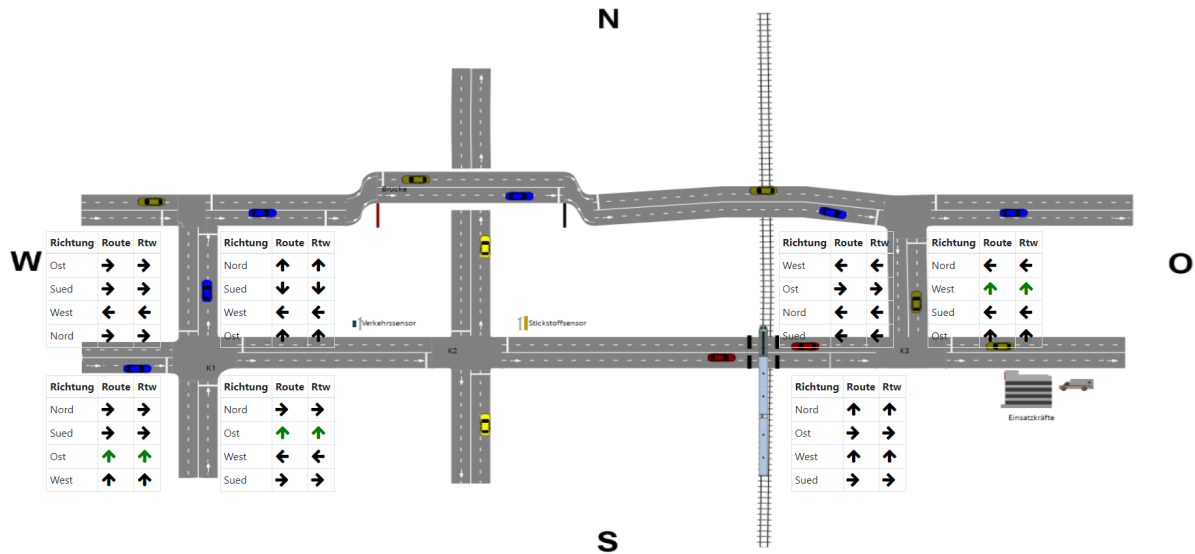 N
Brücke
W
O
Richtung Route Rtw
Ost
Sued
West
Nord
Richtung Route Rtw
Nord
Sued
West
Ost
Richtung Route Rtw
West
Ost
Nord
Sued
Richtung Route Rtw
Nord
West
Sued
Ost
Verkehrssensor
Stickstoffsensor
K1
K2
K3
Richtung Route Rtw
Nord
Sued
Ost
West
Richtung Route Rtw
Nord
Ost
West
Sued
Richtung Route Rtw
Nord
Ost
West
Sued
Einsatzkräfte
S